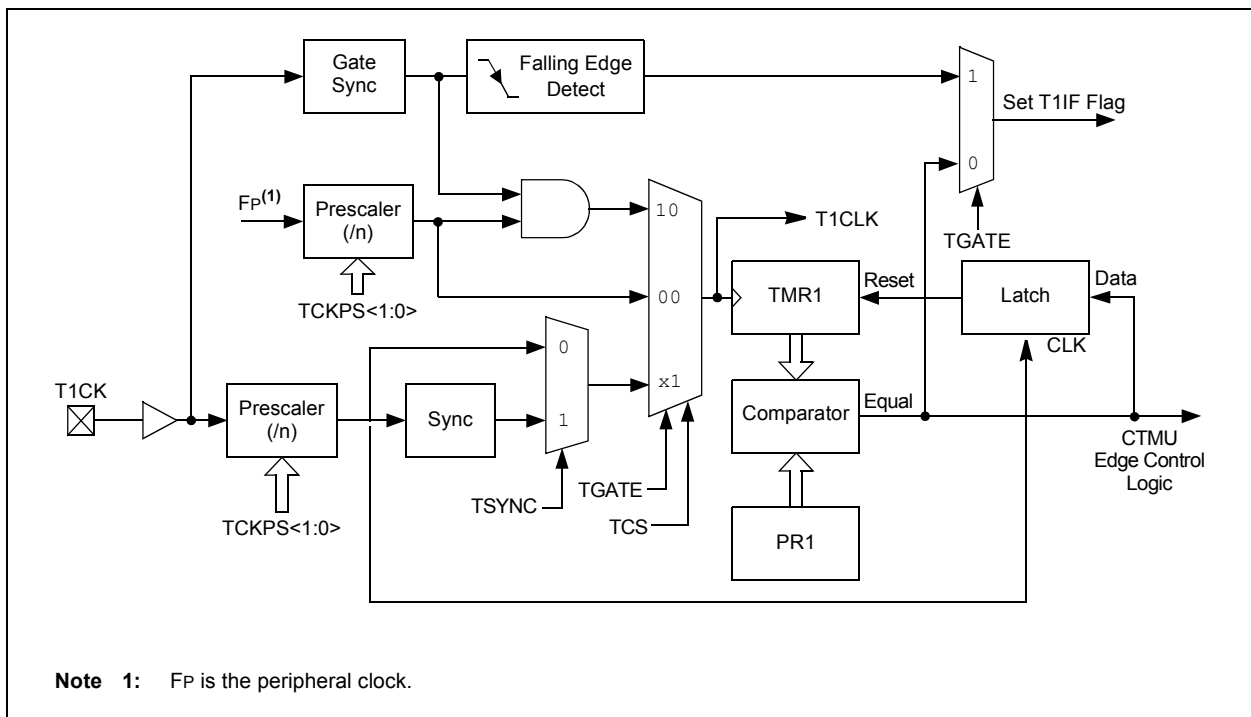 Gate
Sync
Falling Edge
Detect
1
0
Set T1IF Flag
TGATE
FP(1)
Prescaler
(/n)
TCKPS<1:0>
10
00
x1
T1CLK
TMR1
Reset
Latch
Data
CLK
T1CK
Prescaler
(/n)
TCKPS<1:0>
Sync
0
1
TSYNC
TGATE
TCS
Comparator
Equal
PR1
CTMU
Edge Control
Logic
Note 1: FP is the peripheral clock.